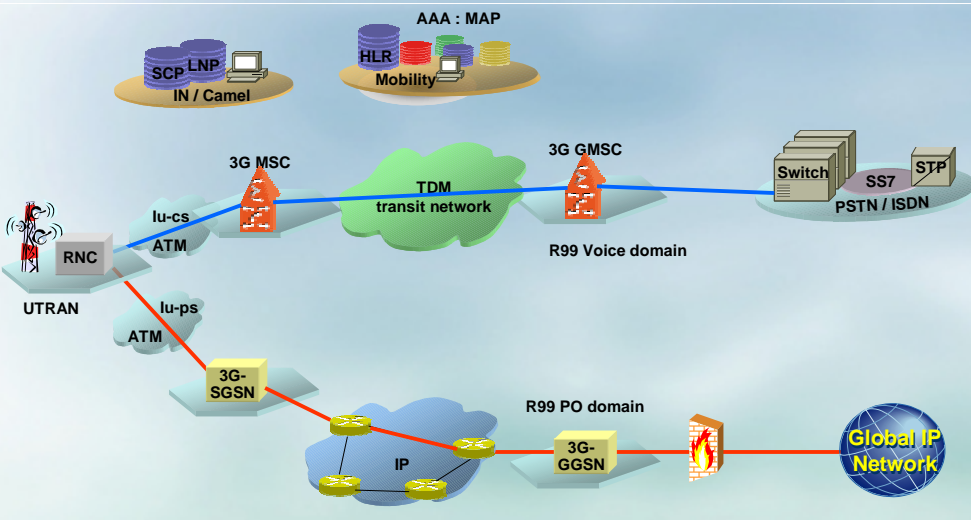 AAA : MAP
SCP
LNP
IN / Camel
HLR
Mobility
3G MSC
3G GMSC
TDM
transit network
Switch
SS7
STP
PSTN / ISDN
Iu-cs
ATM
RNC
R99 Voice domain
UTRAN
Iu-ps
ATM
3G-
SGSN
R99 PO domain
IP
3G-
GGSN
Global IP
Network